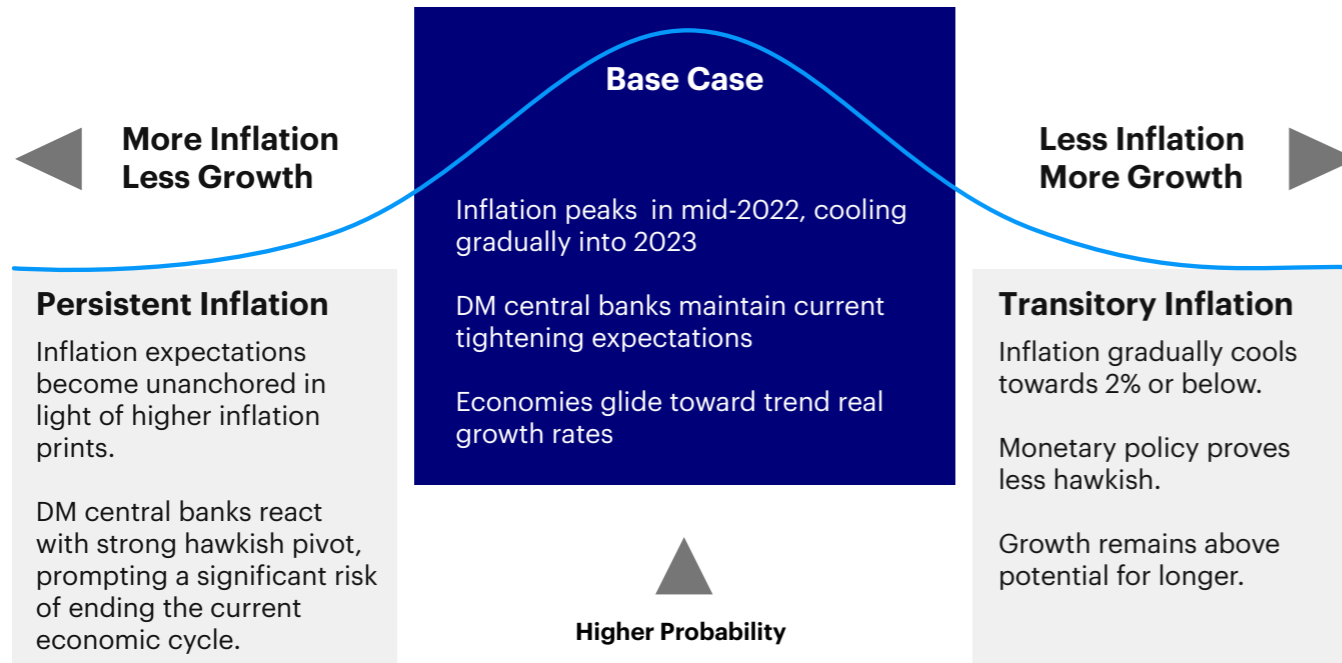 Base Case
More Inflation
Less Growth
Less Inflation
More Growth
Inflation peaks  in mid-2022, cooling
gradually into 2023
DM central banks maintain current
tightening expectations
Economies glide toward trend real
growth rates
Persistent Inflation
Inflation expectations
become unanchored in
light of higher inflation
prints.
DM central banks react
with strong hawkish pivot,
prompting a significant risk
of ending the current
economic cycle.
Transitory Inflation
Inflation gradually cools
towards 2% or below.
Monetary policy proves
less hawkish.
Growth remains above
potential for longer.
Higher Probability